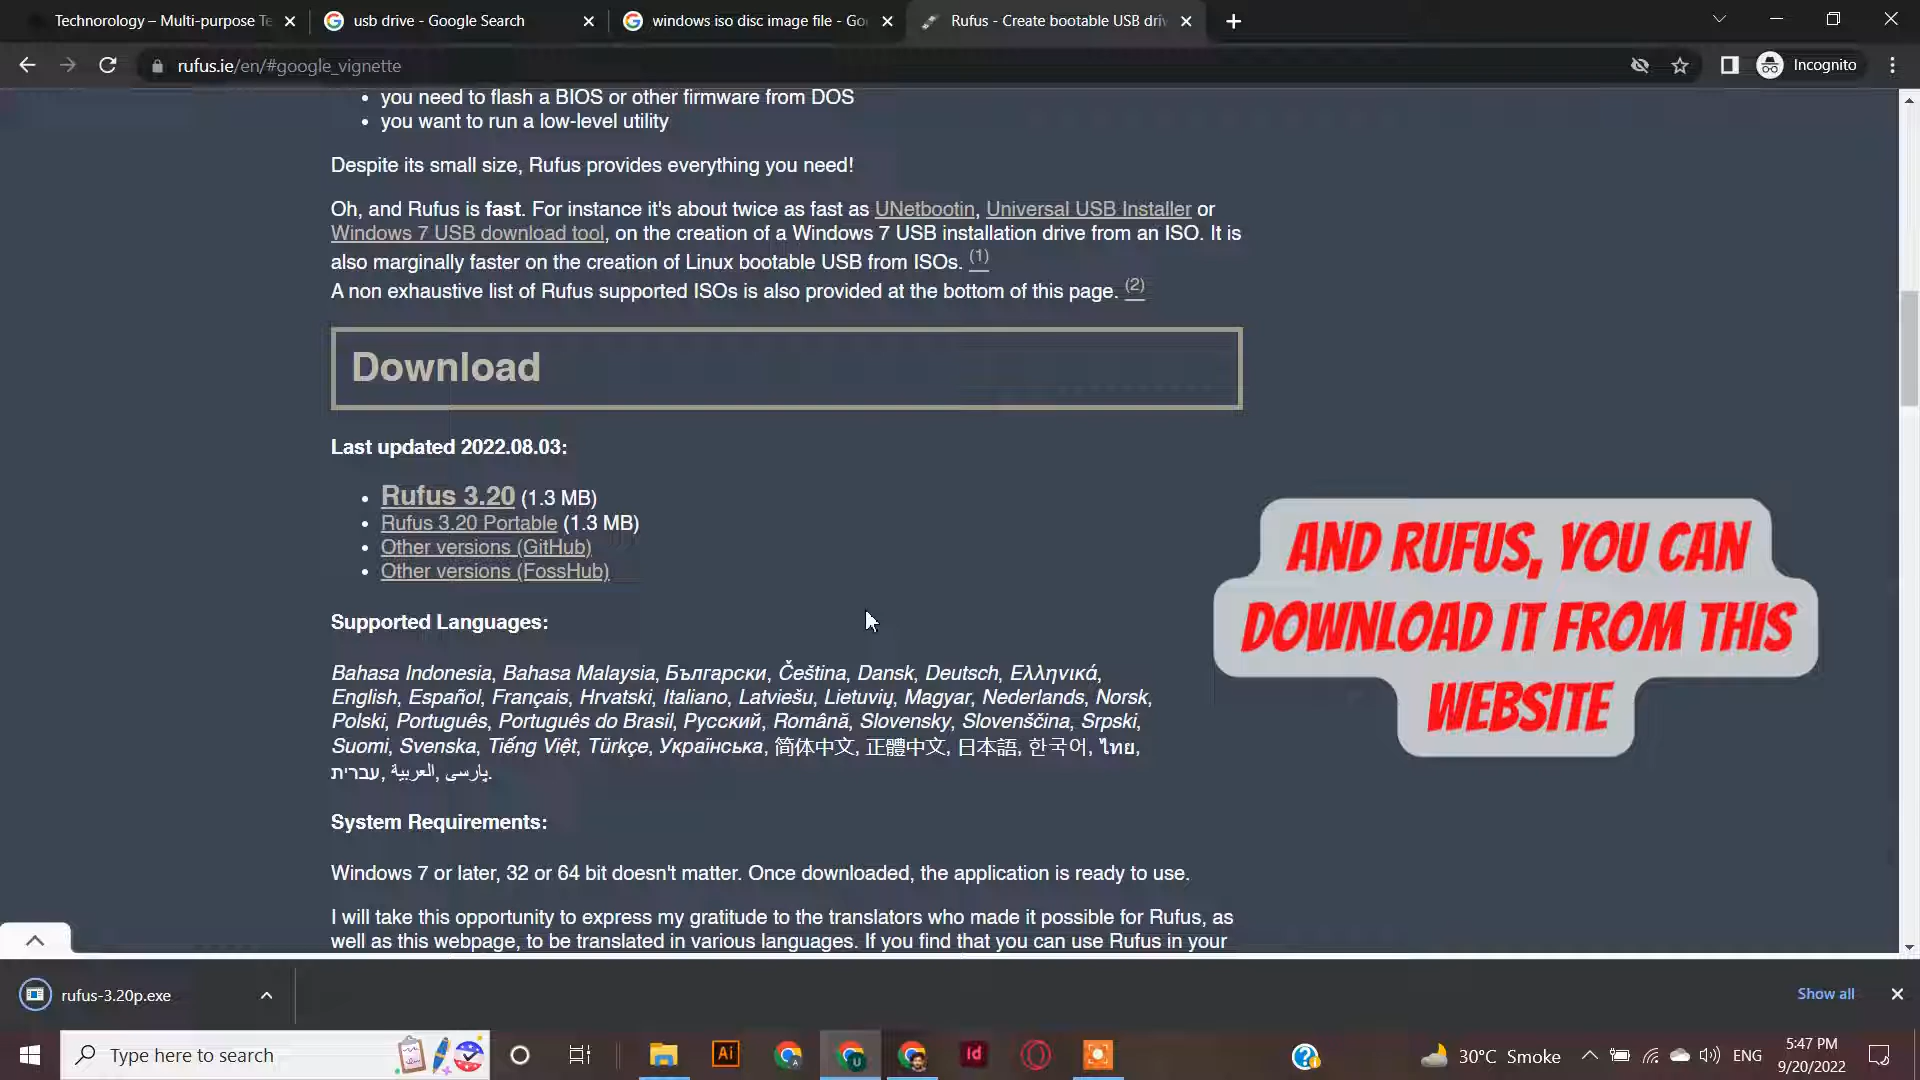 Technorology – Multi-purpose Te
usb drive - Google Search
windows iso disc image file - Go
Rufus - Create bootable USB driv
rufus.ie/en/#google_vignette
Incognito
• you need to flash a BIOS or other firmware from DOS
• you want to run a low-level utility
Despite its small size, Rufus provides everything you need!
Oh, and Rufus is fast. For instance it's about twice as fast as UNetbootin, Universal USB Installer or
Windows 7 USB download tool, on the creation of a Windows 7 USB installation drive from an ISO. It is
also marginally faster on the creation of Linux bootable USB from ISOs. (1)
A non exhaustive list of Rufus supported ISOs is also provided at the bottom of this page. (2)
Download
Last updated 2022.08.03:
• Rufus 3.20 (1.3 MB)
• Rufus 3.20 Portable (1.3 MB)
• Other versions (GitHub)
• Other versions (FossHub)
AND RUFUS, YOU CAN
DOWNLOAD IT FROM THIS
WEBSITE
Supported Languages:
Bahasa Indonesia, Bahasa Malaysia, Български, Čeština, Dansk, Deutsch, Ελληνικά,
English, Español, Français, Hrvatski, Italiano, Latviešu, Lietuvių, Magyar, Nederlands, Norsk,
Polski, Português, Português do Brasil, Русский, Română, Slovensky, Slovenščina, Srpski,
Suomi, Svenska, Tiếng Việt, Türkçe, Українська, 简体中文, 正體中文, 日本語, 한국어, ไทย,
עברית, العربية, پارسی.
System Requirements:
Windows 7 or later, 32 or 64 bit doesn't matter. Once downloaded, the application is ready to use.
I will take this opportunity to express my gratitude to the translators who made it possible for Rufus, as
well as this webpage, to be translated in various languages. If you find that you can use Rufus in your
rufus-3.20p.exe
Show all
Type here to search
Ai
A
U
Id
30°C Smoke
ENG
5:47 PM
9/20/2022